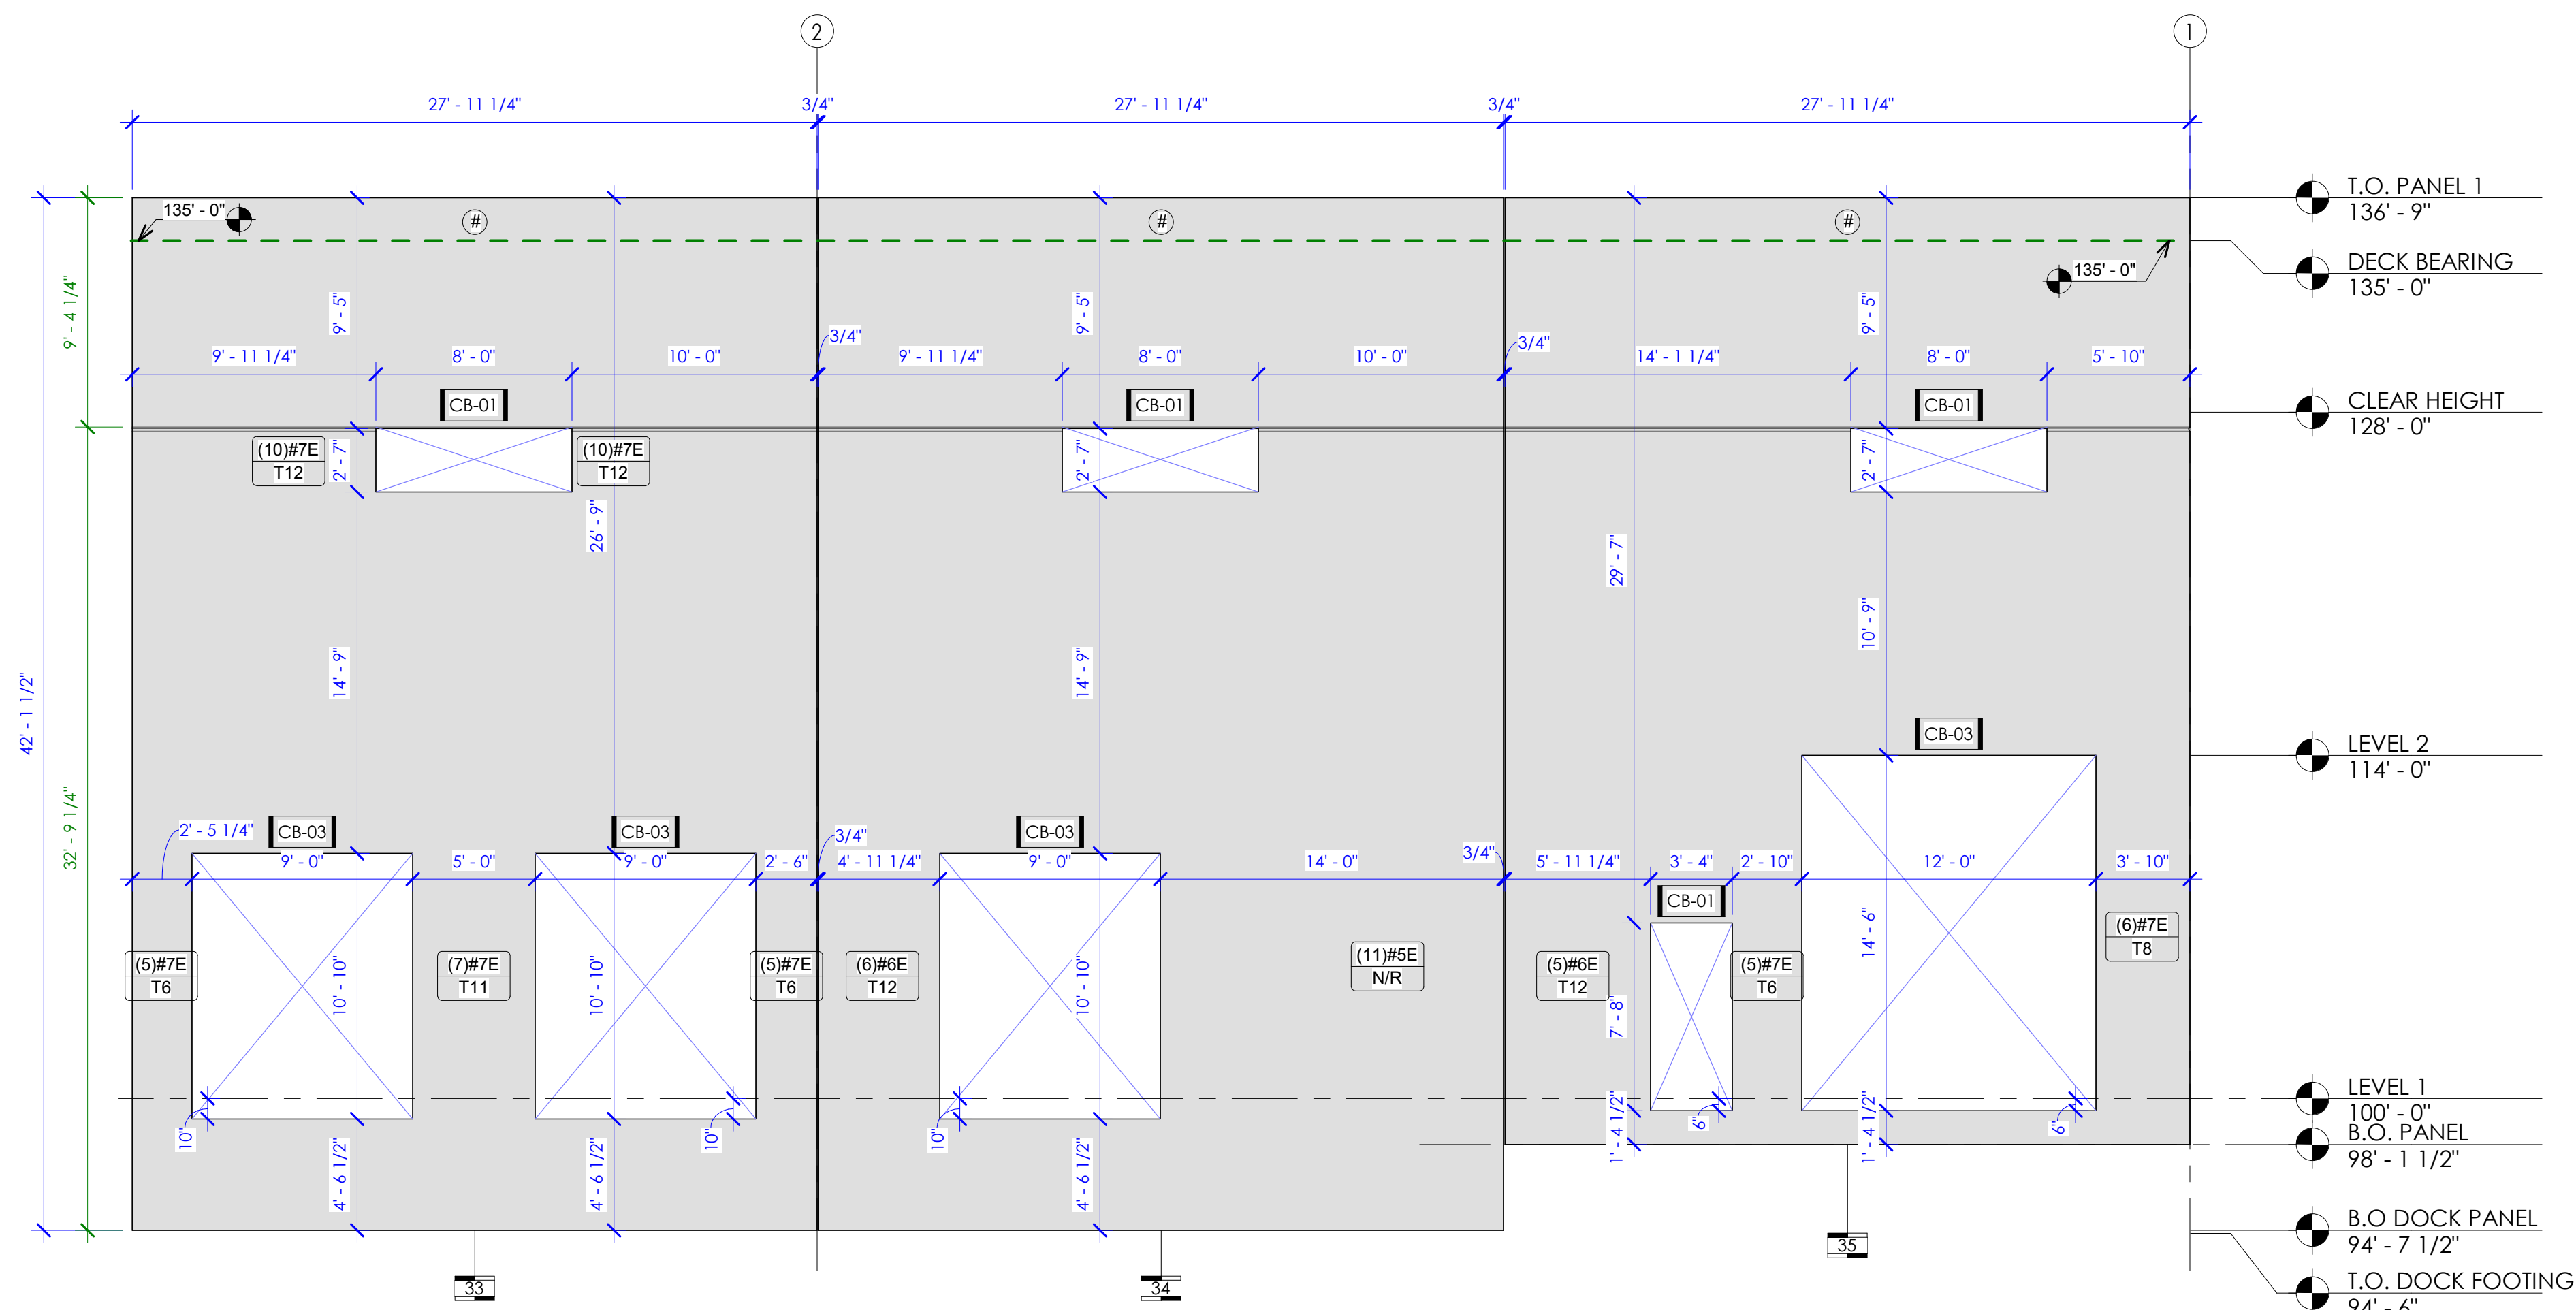 2
1
27' - 11 1/4"
3/4"
27' - 11 1/4"
3/4"
27' - 11 1/4"
T.O. PANEL 1
136' - 9"
135' - 0"
#
#
#
135' - 0"
DECK BEARING
135' - 0"
9' - 4 1/4"
9' - 5"
9' - 5"
9' - 5"
3/4"
3/4"
9' - 11 1/4"
8' - 0"
10' - 0"
9' - 11 1/4"
8' - 0"
10' - 0"
14' - 1 1/4"
8' - 0"
5' - 10"
CB-01
CB-01
CB-01
CLEAR HEIGHT
128' - 0"
(10)#7E
T12
2' - 7"
(10)#7E
T12
2' - 7"
2' - 7"
26' - 9"
29' - 7"
10' - 9"
14' - 9"
14' - 9"
42' - 1 1/2"
32' - 9 1/4"
CB-03
LEVEL 2
114' - 0"
2' - 5 1/4"
CB-03
CB-03
3/4"
CB-03
3/4"
9' - 0"
5' - 0"
9' - 0"
2' - 6"
4' - 11 1/4"
9' - 0"
14' - 0"
5' - 11 1/4"
3' - 4"
2' - 10"
12' - 0"
3' - 10"
CB-01
(5)#7E
T6
10' - 10"
(7)#7E
T11
10' - 10"
(5)#7E
T6
(6)#6E
T12
10' - 10"
(11)#5E
N/R
(5)#6E
T12
7' - 8"
(5)#7E
T6
14' - 6"
(6)#7E
T8
LEVEL 1
100' - 0"
10"
10"
10"
6"
6"
B.O. PANEL
98' - 1 1/2"
4' - 6 1/2"
4' - 6 1/2"
4' - 6 1/2"
1' - 4 1/2"
1' - 4 1/2"
B.O DOCK PANEL
94' - 7 1/2"
33
34
35
T.O. DOCK FOOTING
94' - 6"